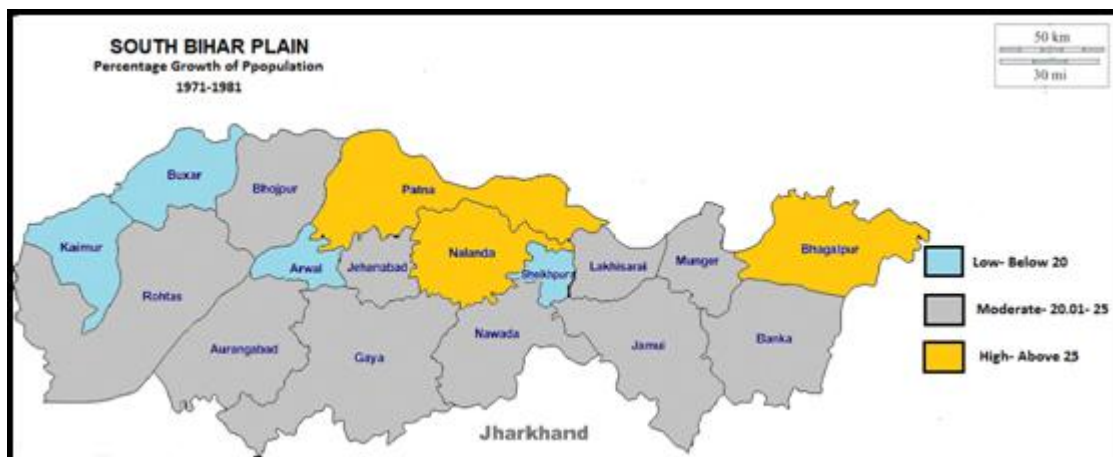 SOUTH BIHAR PLAIN
Percentage Growth of Ppopulation
1971-1981
50 km
30 mi
Buxar
Bhojpur
Patna
Kaimur
Arwal
Jehanabad
Nalanda
Sheikhpura
Lakhisarai
Munger
Bhagalpur
Rohtas
Aurangabad
Gaya
Nawada
Jamui
Banka
Low- Below 20
Moderate- 20.01- 25
High- Above 25
Jharkhand